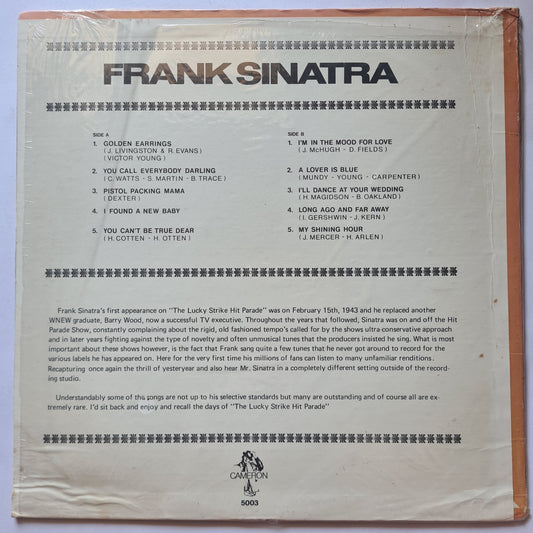 FRANK SINATRA
SIDE A
1. GOLDEN EARRINGS
(J. LIVINGSTON & R. EVANS)
(VICTOR YOUNG)
2. YOU CALL EVERYBODY DARLING
(C. WATTS - S. MARTIN - B. TRACE)
3. PISTOL PACKING MAMA
(DEXTER)
4. I FOUND A NEW BABY
5. YOU CAN'T BE TRUE DEAR
(H. COTTEN - H. OTTEN)
SIDE B
1. I'M IN THE MOOD FOR LOVE
(J. McHUGH - D. FIELDS)
2. A LOVER IS BLUE
(MUNDY - YOUNG - CARPENTER)
3. I'LL DANCE AT YOUR WEDDING
(H. MAGIDSON - B. OAKLAND)
4. LONG AGO AND FAR AWAY
(I. GERSHWIN - J. KERN)
5. MY SHINING HOUR
(J. MERCER - H. ARLEN)
Frank Sinatra's first appearance on "The Lucky Strike Hit Parade" was on February 15th, 1943 and he replaced another
WNEW graduate, Barry Wood, now a successful TV executive. Throughout the years that followed, Sinatra was on and off the Hit
Parade Show, constantly complaining about the rigid, old fashioned tempo's called for by the shows ultra-conservative approach
and in later years fighting against the type of novelty and often unmusical tunes that the producers insisted he sing. What is most
important about these shows however, is the fact that Frank sang quite a few tunes that he never got around to record for the
various labels he has appeared on. Here for the very first time his millions of fans can listen to many unfamiliar renditions.
Recapturing once again the thrill of yesteryear and also hear Mr. Sinatra in a completely different setting outside of the record-
ing studio.
Understandably some of the songs are not up to his selective standards but many are outstanding and of course all are ex-
tremely rare. I'd sit back and enjoy and recall the days of "The Lucky Strike Hit Parade"
CAMERON
5003